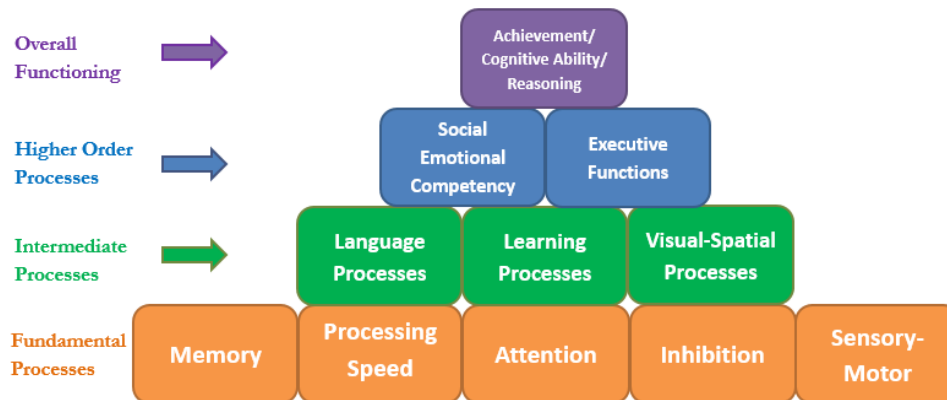 Overall
Functioning
Achievement/
Cognitive Ability/
Reasoning
Higher Order
Processes
Social
Emotional
Competency
Executive
Functions
Intermediate
Processes
Language
Processes
Learning
Processes
Visual-Spatial
Processes
Fundamental
Processes
Memory
Processing
Speed
Attention
Inhibition
Sensory-
Motor